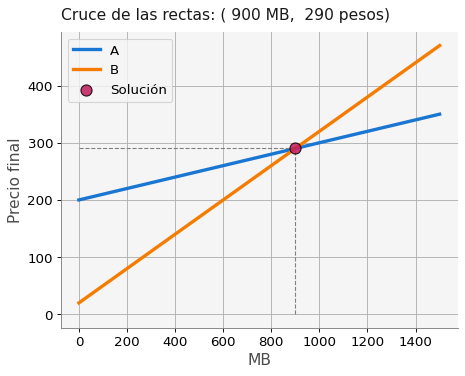 Cruce de las rectas: ( 900 MB,  290 pesos)
A
B
Solución
Precio final
400
300
200
100
0
0 200 400 600 800 1000 1200 1400
MB